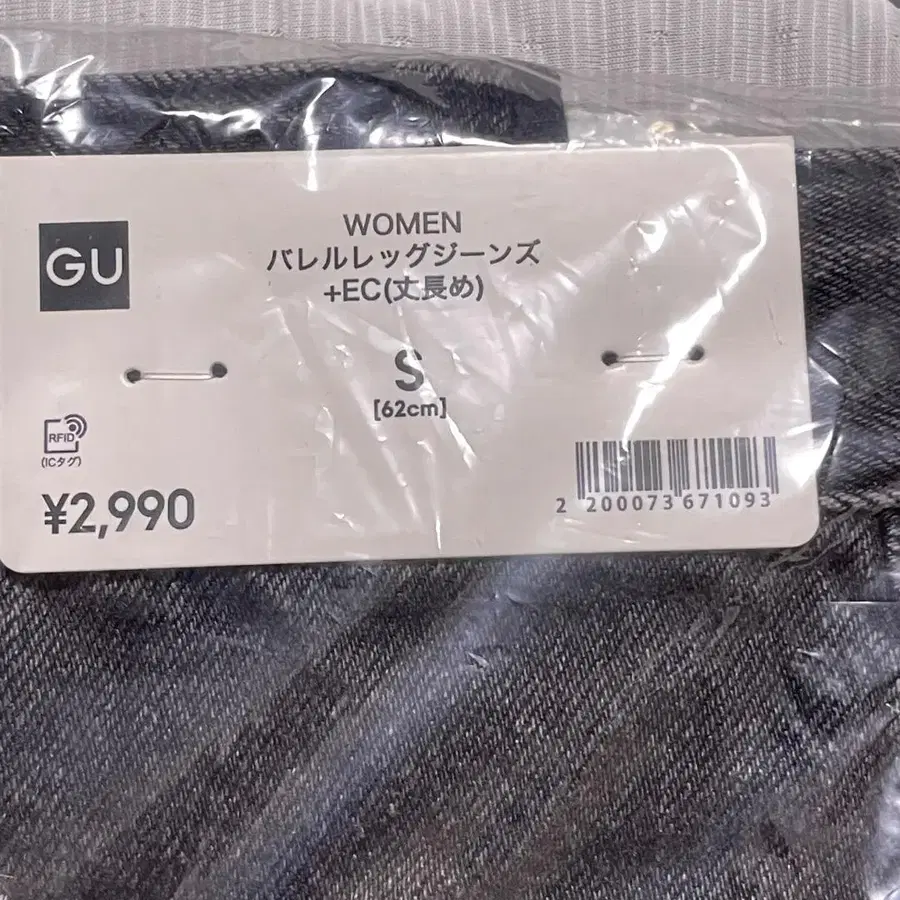 GU
WOMEN
バレルレッグジーンズ
+EC(丈長め)
S
[62cm]
RFID
(ICタグ)
¥2,990
2 200073 671093